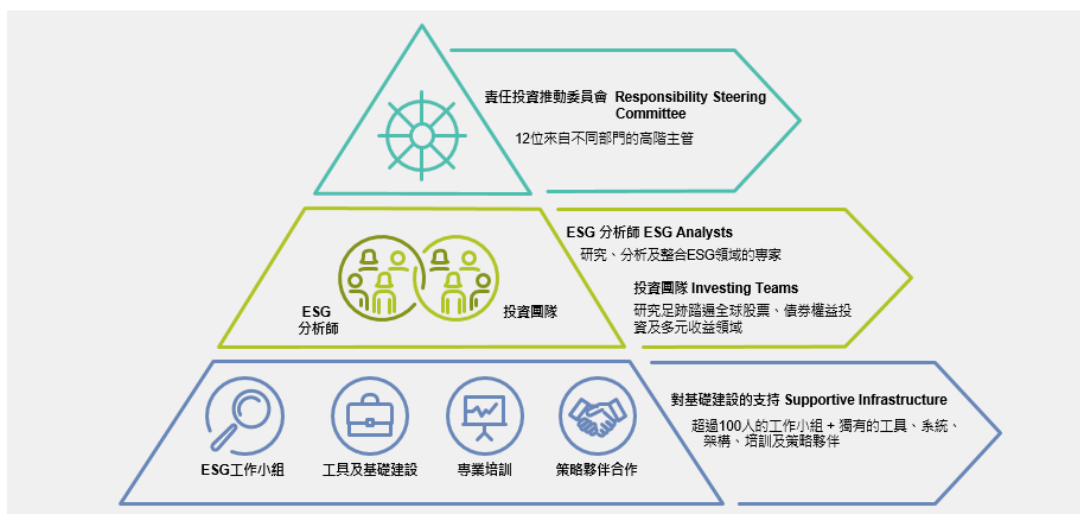 責任投資推動委員會 Responsibility Steering
Committee
12位來自不同部門的高階主管
ESG
分析師
投資團隊
ESG 分析師 ESG Analysts
研究、分析及整合ESG領域的專家
投資團隊 Investing Teams
研究足跡踏遍全球股票、債券權益投
資及多元收益領域
ESG工作小組
工具及基礎建設
專業培訓
策略夥伴合作
對基礎建設的支持 Supportive Infrastructure
超過100人的工作小組 + 獨有的工具、系統、
架構、培訓及策略夥伴